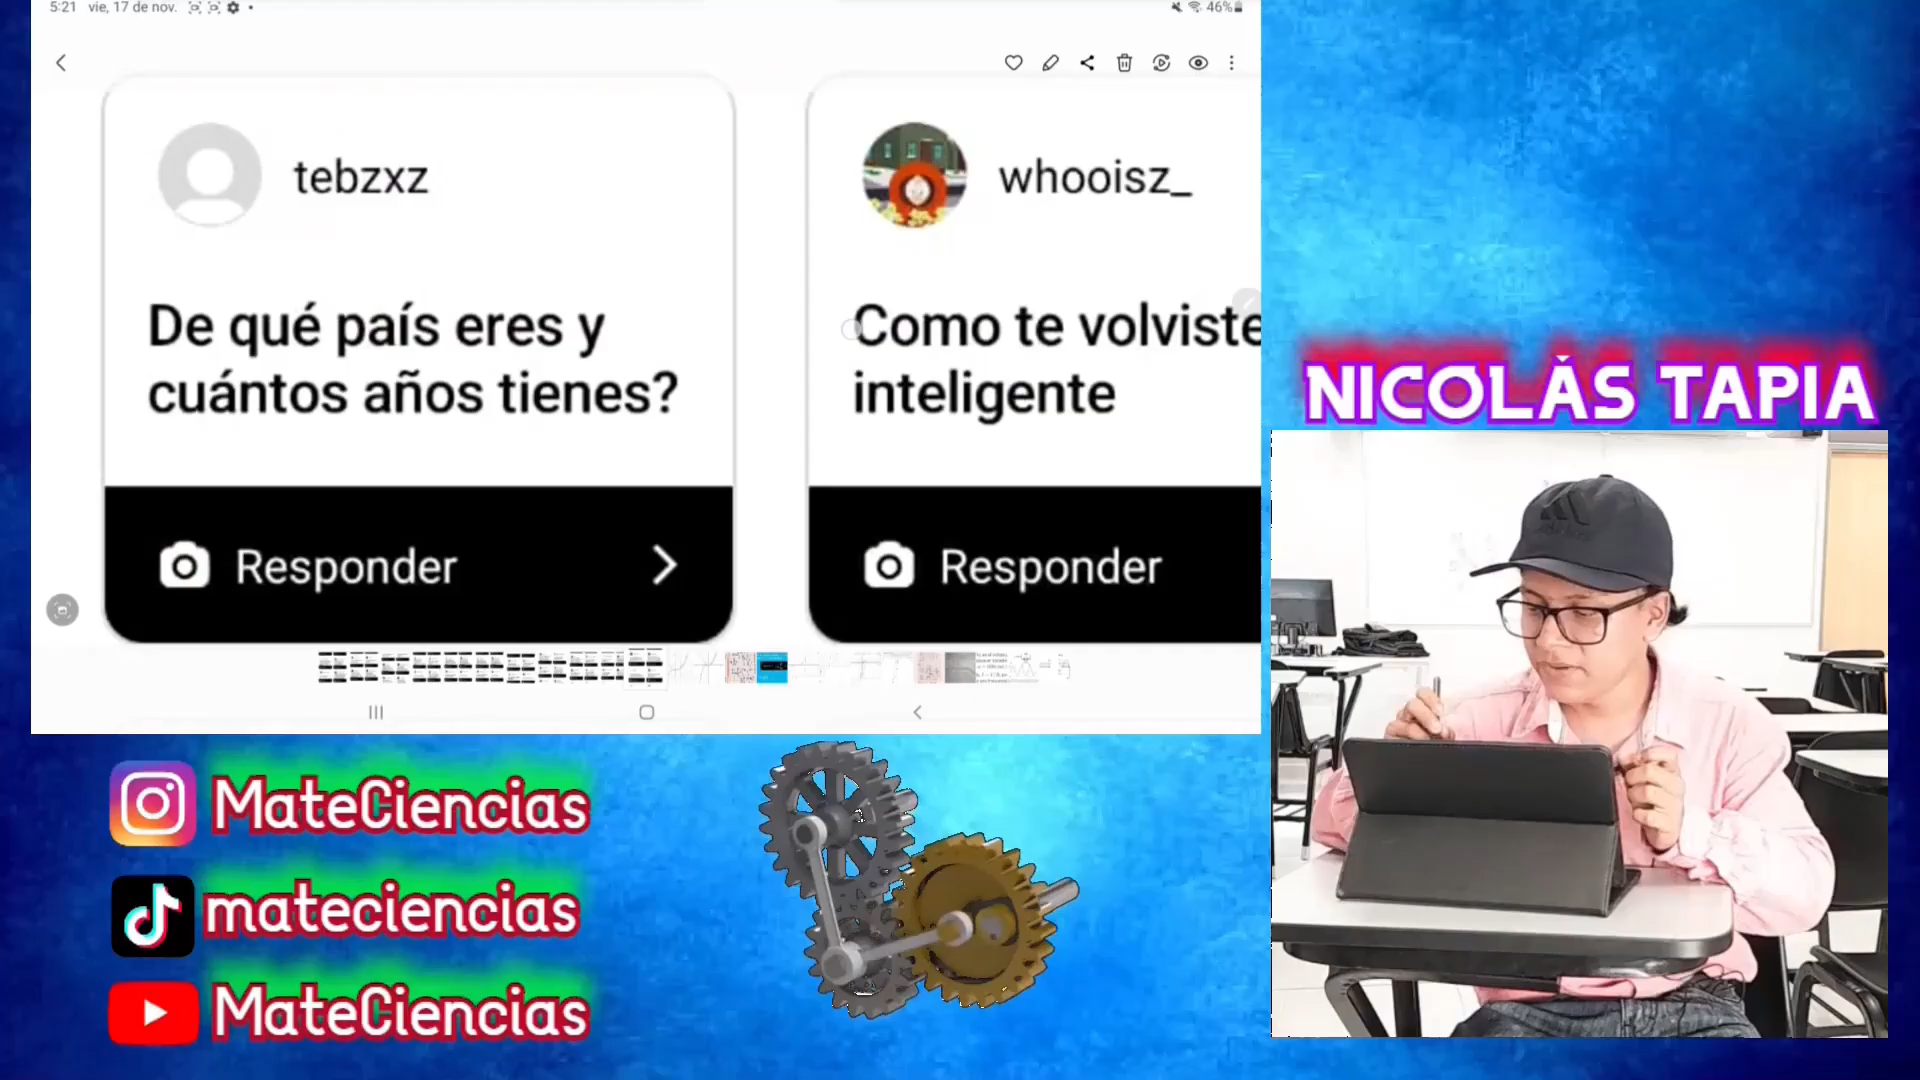 5:21 vie, 17 de nov.
46%
tebzxz
De qué país eres y
cuántos años tienes?
Responder
whooisz_
Como te volviste
inteligente
Responder
NICOLÁS TAPIA
MateCiencias
mateciencias
MateCiencias